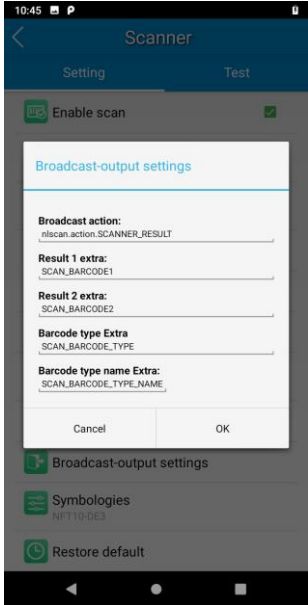 10:45
Scanner
Setting
Test
Enable scan
Broadcast-output settings
Broadcast action:
nlscan.action.SCANNER_RESULT
Result 1 extra:
SCAN_BARCODE1
Result 2 extra:
SCAN_BARCODE2
Barcode type Extra
SCAN_BARCODE_TYPE
Barcode type name Extra:
SCAN_BARCODE_TYPE_NAME
Cancel
OK
Broadcast-output settings
Symbologies
NFT10-DE3
Restore default